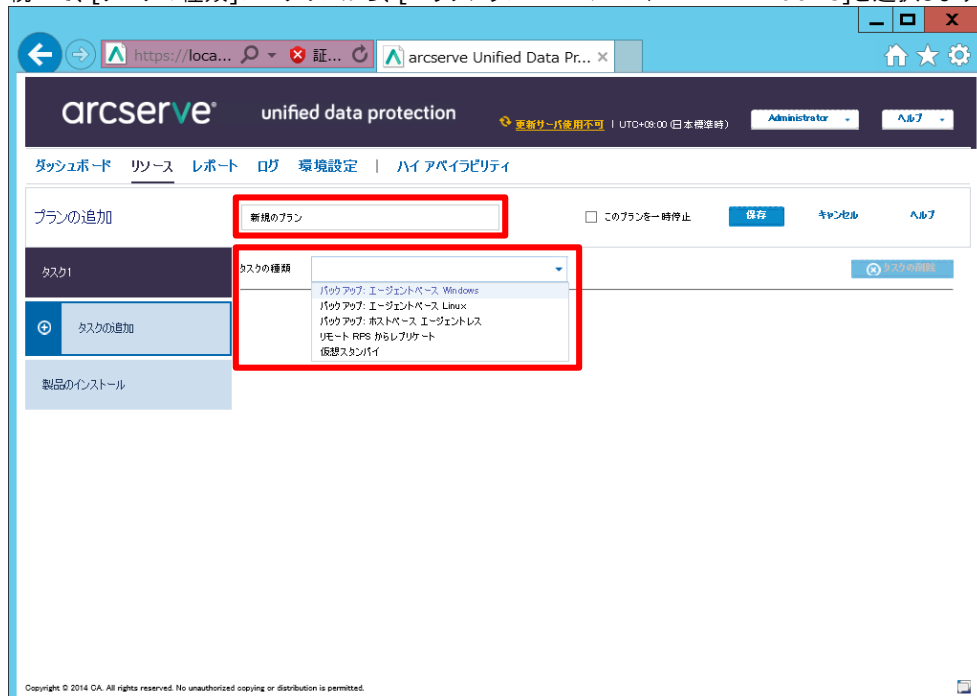 https://loca...
証...
arcserve Unified Data Pr...
arcserve®
unified data protection
更新サーバ使用不可 | UTC+09:00 (日本標準時)
Administrator
ヘルプ
ダッシュボード リソース レポート ログ 環境設定 | ハイ アベイラビリティ
プランの追加
新規のプラン
このプランを一時停止
保存
キャンセル
ヘルプ
タスク1
タスクの種類
タスクの削除
バックアップ: エージェントベース Windows
バックアップ: エージェントベース Linux
バックアップ: ホストベース エージェントレス
リモート RPS からレプリケート
仮想スタンバイ
タスクの追加
製品のインストール
Copyright © 2014 CA. All rights reserved. No unauthorized copying or distribution is permitted.